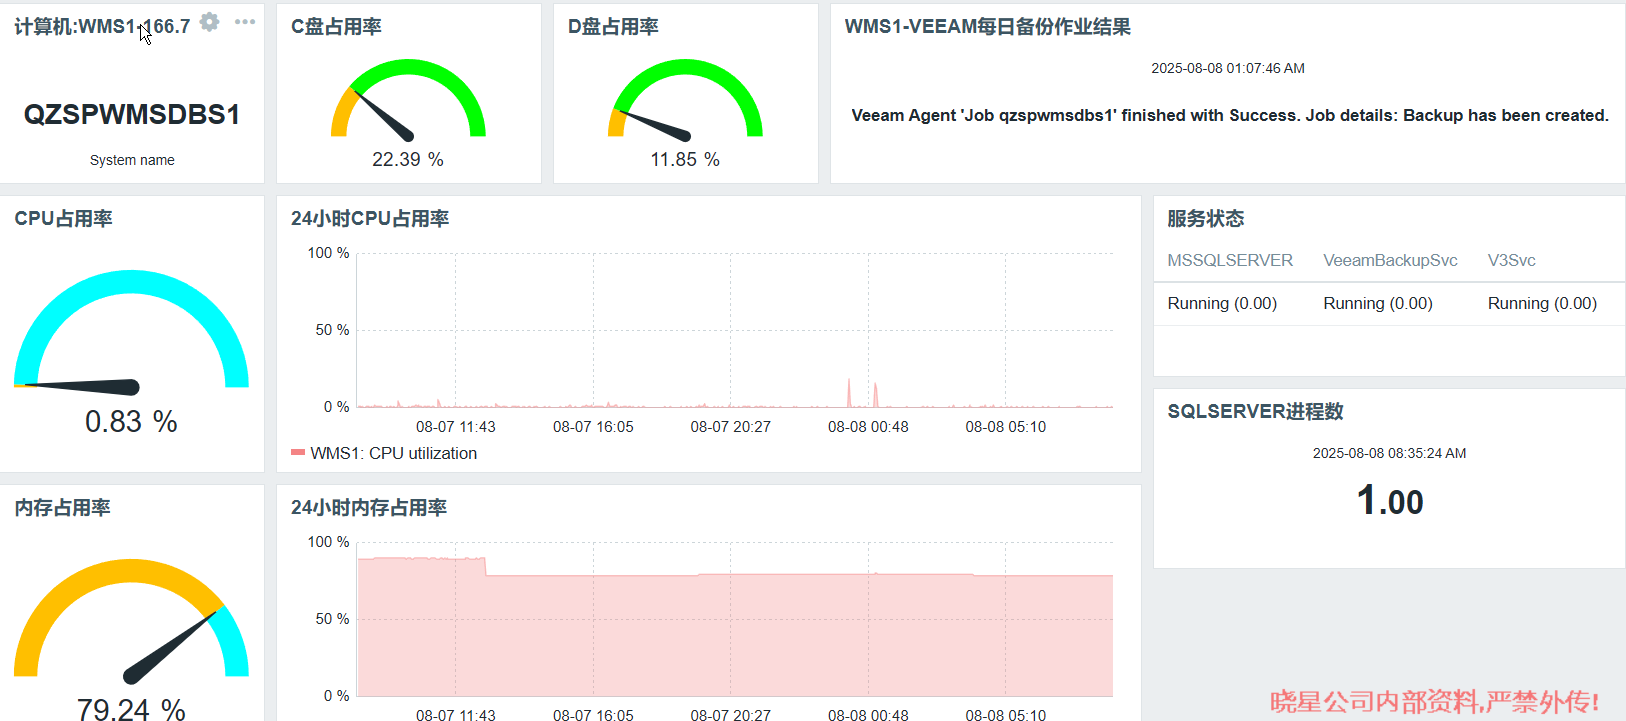 计算机:WMS1-166.7
QZSPWMSDBS1
System name
C盘占用率
22.39 %
D盘占用率
11.85 %
WMS1-VEEAM每日备份作业结果
2025-08-08 01:07:46 AM
Veeam Agent 'Job qzspwmsdbs1' finished with Success. Job details: Backup has been created.
CPU占用率
0.83 %
24小时CPU占用率
100 %
50 %
0 %
08-07 11:43 08-07 16:05 08-07 20:27 08-08 00:48 08-08 05:10
WMS1: CPU utilization
服务状态
MSSQLSERVER VeeamBackupSvc V3Svc
Running (0.00) Running (0.00) Running (0.00)
SQLSERVER进程数
2025-08-08 08:35:24 AM
1.00
内存占用率
79.24 %
24小时内存占用率
100 %
50 %
0 %
08-07 11:43 08-07 16:05 08-07 20:27 08-08 00:48 08-08 05:10
晓星公司内部资料,严禁外传!